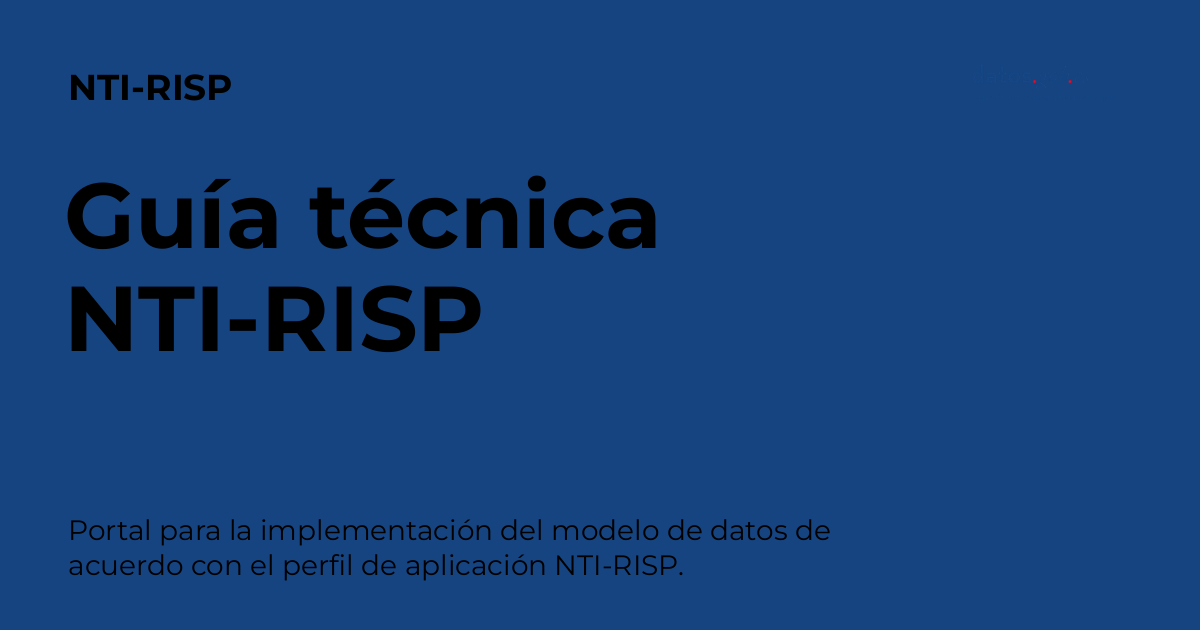 NTI-RISP
Guía técnica
NTI-RISP
Portal para la implementación del modelo de datos de
acuerdo con el perfil de aplicación NTI-RISP.